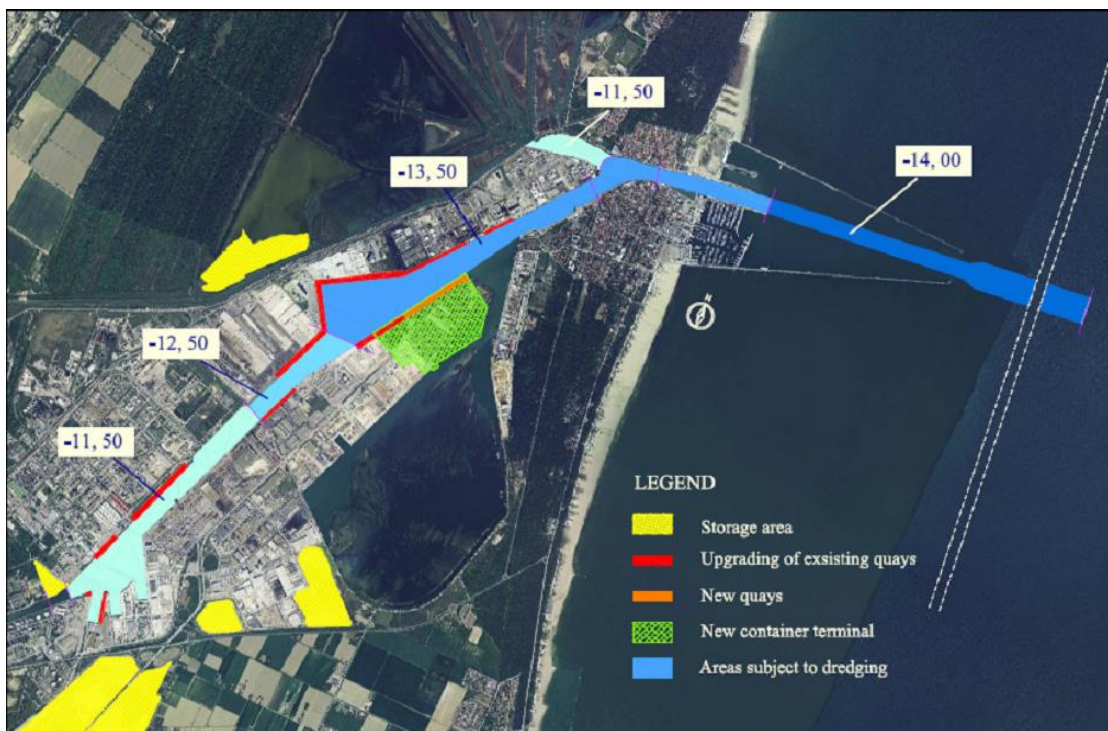 -11, 50
-13, 50
-14, 00
N
-12, 50
-11, 50
LEGEND
Storage area
Upgrading of exsisting quays
New quays
New container terminal
Areas subject to dredging